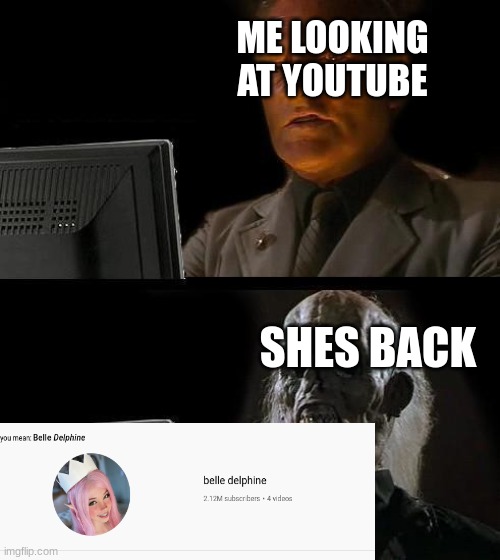 ME LOOKING
AT YOUTUBE
SHES BACK
you mean: Belle Delphine
belle delphine
2.12M subscribers • 4 videos
imgflip.com